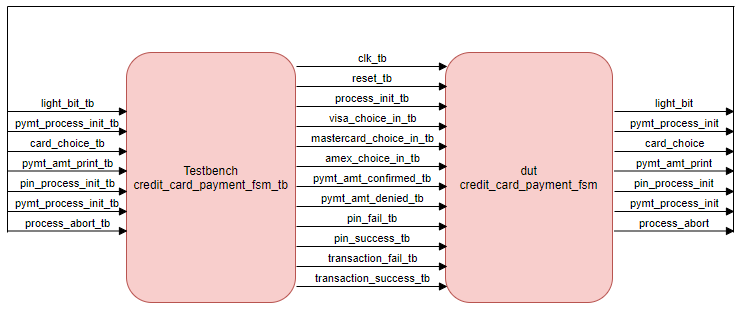 light_bit_tb
pymt_process_init_tb
card_choice_tb
pymt_amt_print_tb
pin_process_init_tb
pymt_process_init_tb
process_abort_tb
Testbench
credit_card_payment_fsm_tb
clk_tb
reset_tb
process_init_tb
visa_choice_in_tb
mastercard_choice_in_tb
amex_choice_in_tb
pymt_amt_confirmed_tb
pymt_amt_denied_tb
pin_fail_tb
pin_success_tb
transaction_fail_tb
transaction_success_tb
dut
credit_card_payment_fsm
light_bit
pymt_process_init
card_choice
pymt_amt_print
pin_process_init
pymt_process_init
process_abort